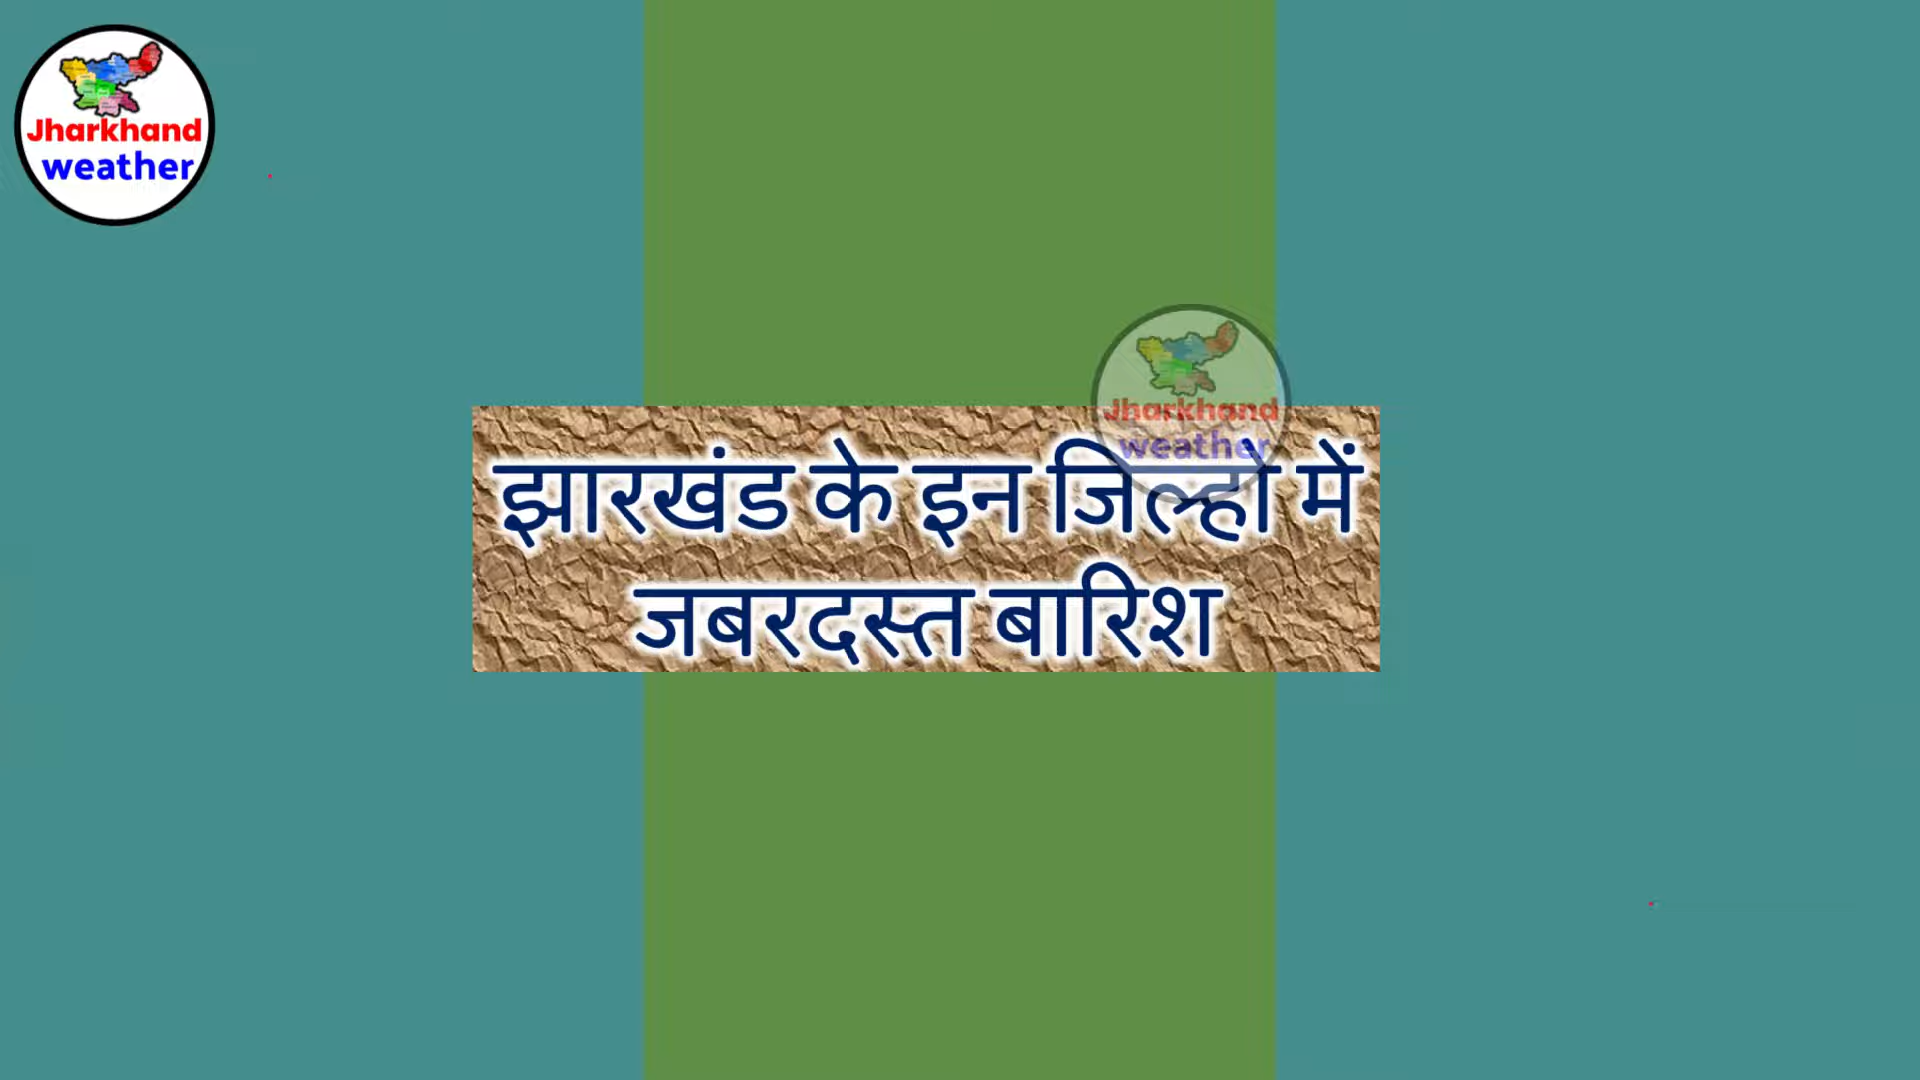 Jharkhand
weather
Jharkhand
weather
झारखंड के इन जिल्हो में
जबरदस्त बारिश